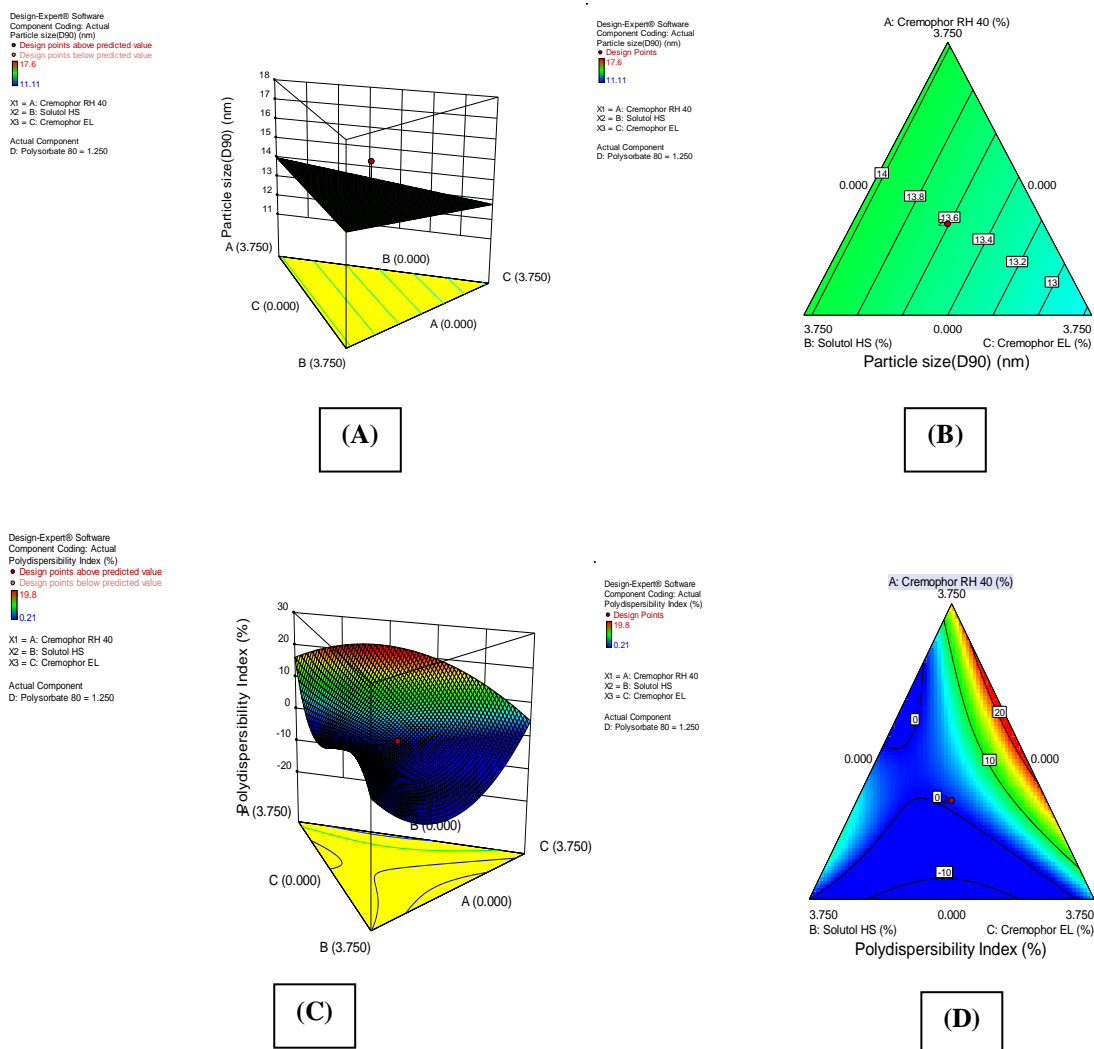 Design-Expert® Software
Component Coding: Actual
Particle size(D90) (nm)
Design points above predicted value
Design points below predicted value
17.6
11.11
X1 = A: Cremophor RH 40
X2 = B: Solutol HS
X3 = C: Cremophor EL
Actual Component
D: Polysorbate 80 = 1.250
18
17
16
15
14
13
12
11
Particle size(D90) (nm)
A (3.750)
B (0.000)
C (3.750)
C (0.000)
A (0.000)
B (3.750)
(A)
Design-Expert® Software
Component Coding: Actual
Particle size(D90) (nm)
Design Points
17.6
11.11
X1 = A: Cremophor RH 40
X2 = B: Solutol HS
X3 = C: Cremophor EL
Actual Component
D: Polysorbate 80 = 1.250
A: Cremophor RH 40 (%)
3.750
14
0.000
0.000
13.8
13.6
2
13.4
13.2
13
3.750
0.000
3.750
B: Solutol HS (%)
C: Cremophor EL (%)
Particle size(D90) (nm)
(B)
Design-Expert® Software
Component Coding: Actual
Polydispersibility Index (%)
Design points above predicted value
Design points below predicted value
19.8
0.21
X1 = A: Cremophor RH 40
X2 = B: Solutol HS
X3 = C: Cremophor EL
Actual Component
D: Polysorbate 80 = 1.250
30
20
10
0
-10
-20
Polydispersibility Index (%)
A (3.750)
B (0.000)
C (3.750)
C (0.000)
A (0.000)
B (3.750)
(C)
Design-Expert® Software
Component Coding: Actual
Polydispersibility Index (%)
Design Points
19.8
0.21
X1 = A: Cremophor RH 40
X2 = B: Solutol HS
X3 = C: Cremophor EL
Actual Component
D: Polysorbate 80 = 1.250
A: Cremophor RH 40 (%)
3.750
0
20
0.000
10
0.000
0
-10
3.750
0.000
3.750
B: Solutol HS (%)
C: Cremophor EL (%)
Polydispersibility Index (%)
(D)